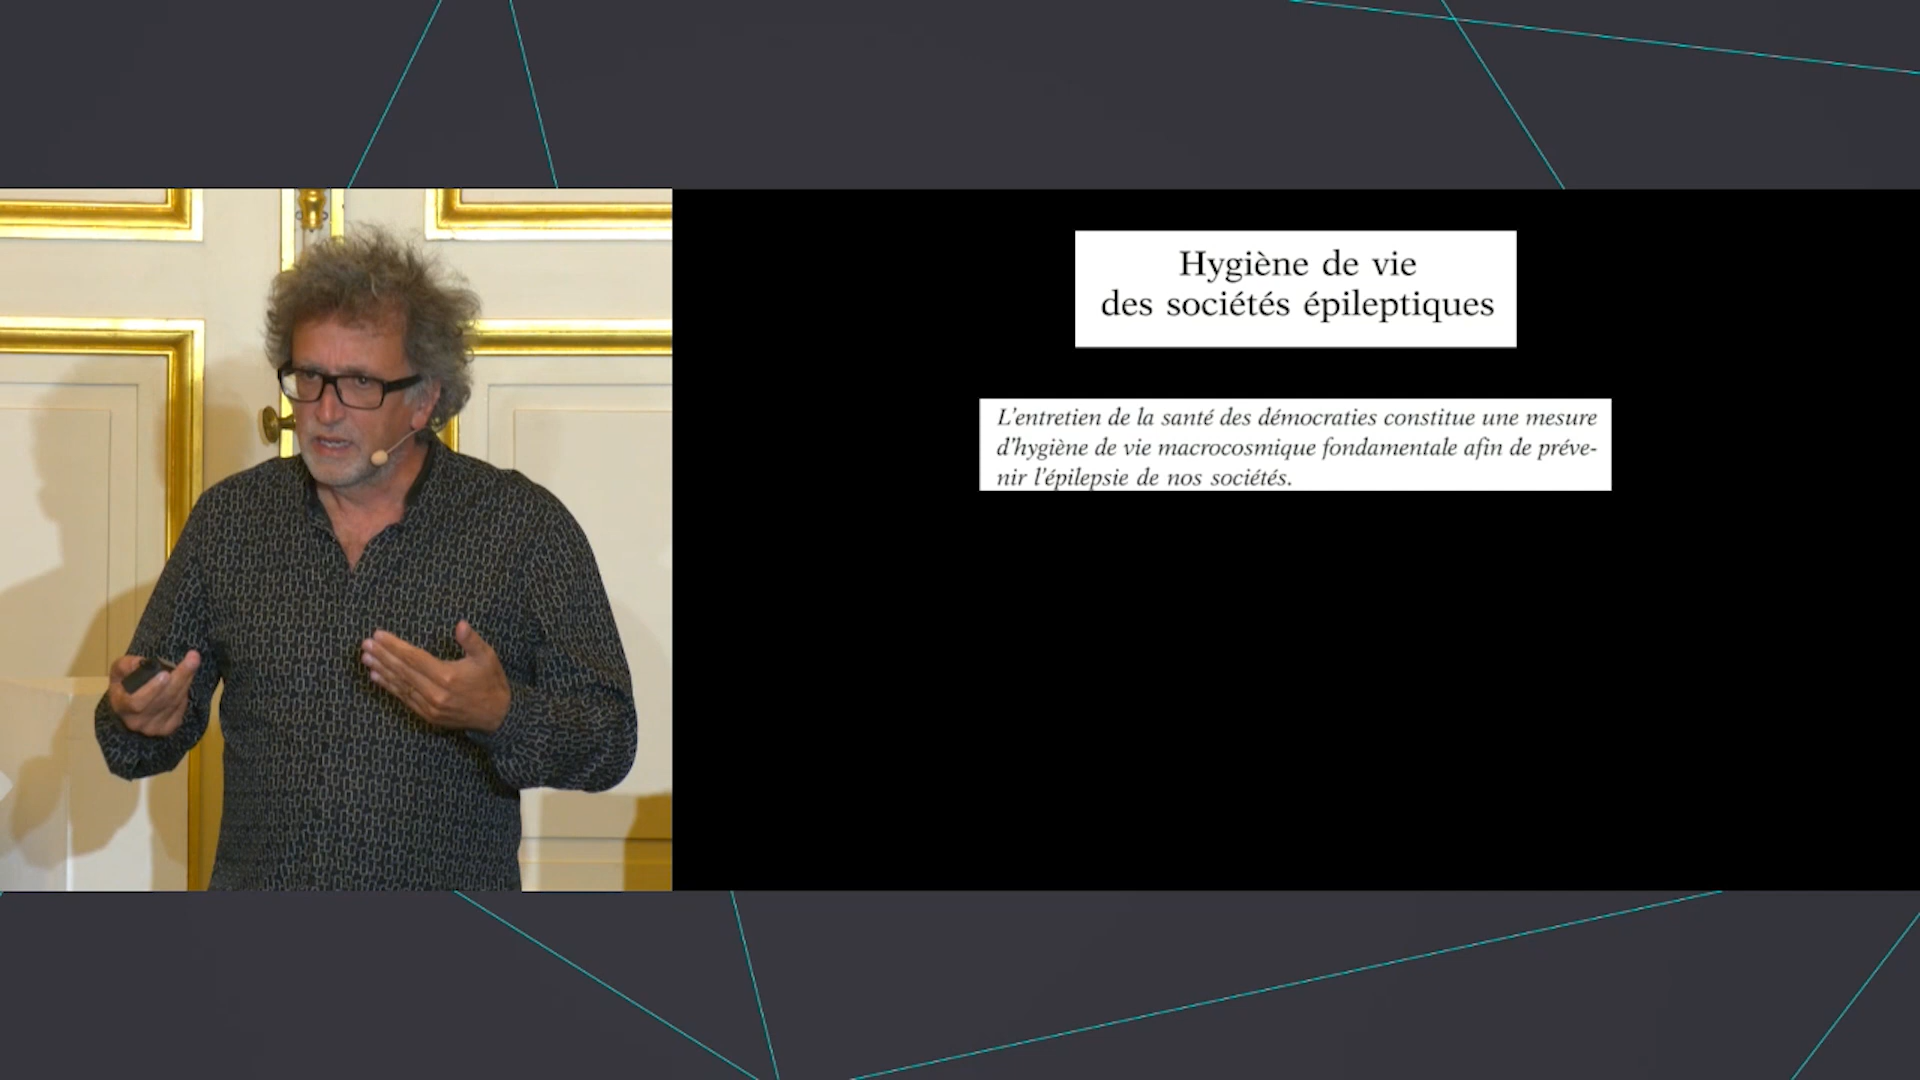 Hygiène de vie
des sociétés épileptiques
L'entretien de la santé des démocraties constitue une mesure
d'hygiène de vie macrocosmique fondamentale afin de préve-
nir l'épilepsie de nos sociétés.